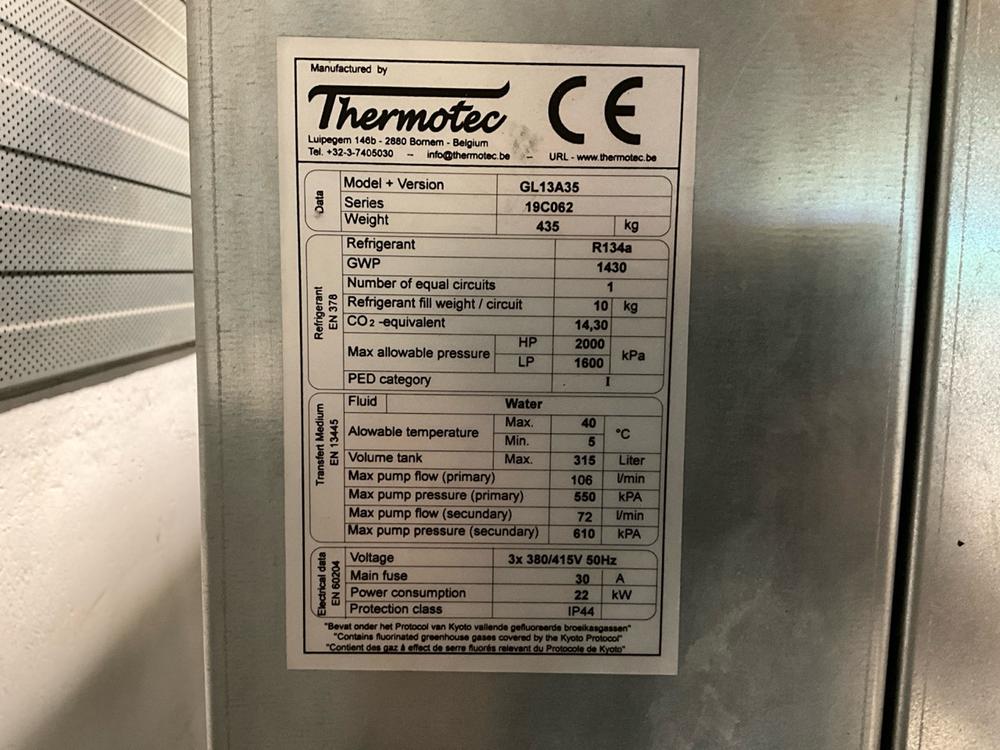 Manufactured by
Thermotec
CE
Luipegem 146b - 2880 Bornem - Belgium
Tel. +32-3-7405030 – info@thermotec.be – URL - www.thermotec.be
Data
Model + Version GL13A35
Series 19C062
Weight 435 kg
Refrigerant EN 378
Refrigerant R134a
GWP 1430
Number of equal circuits 1
Refrigerant fill weight / circuit 10 kg
CO2 -equivalent 14,30
Max allowable pressure HP 2000 kPa
LP 1600
PED category I
Transfert Medium EN 13445
Fluid Water
Alowable temperature Max. 40 °C
Min. 5
Volume tank Max. 315 Liter
Max pump flow (primary) 106 l/min
Max pump pressure (primary) 550 kPA
Max pump flow (secundary) 72 l/min
Max pump pressure (secundary) 610 kPA
Electrical data EN 60204
Voltage 3x 380/415V 50Hz
Main fuse 30 A
Power consumption 22 kW
Protection class IP44
"Bevat onder het Protocol van Kyoto vallende gefluoreerde broeikasgassen"
"Contains fluorinated greenhouse gases covered by the Kyoto Protocol"
"Contient des gaz à effect de serre fluorés relevant du Protocole de Kyoto"